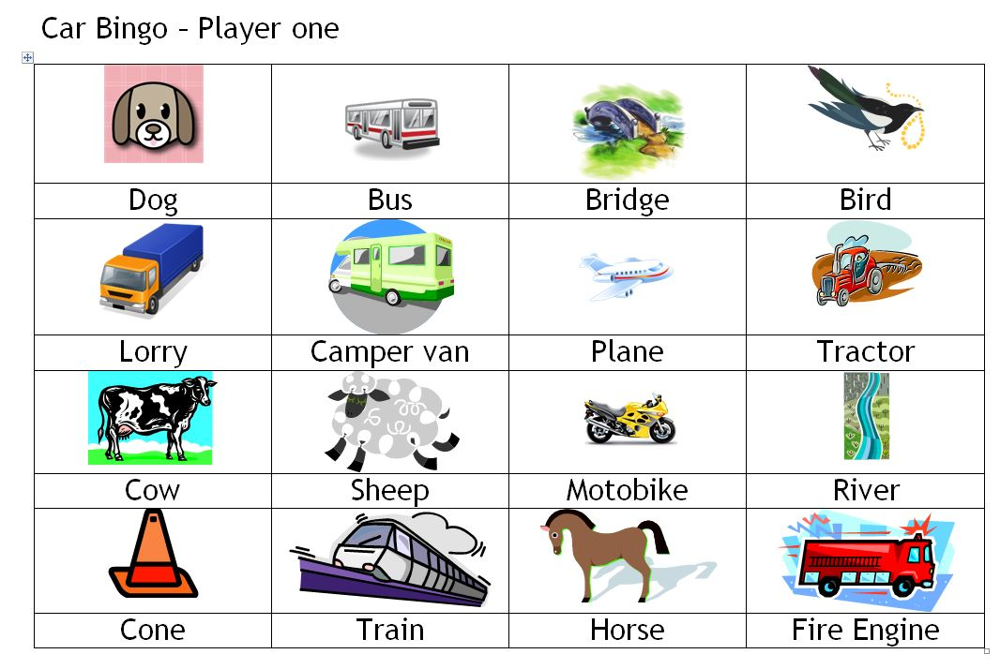 Car Bingo - Player one
Dog Bus Bridge Bird
Lorry Camper van Plane Tractor
Cow Sheep Motobike River
Cone Train Horse Fire Engine